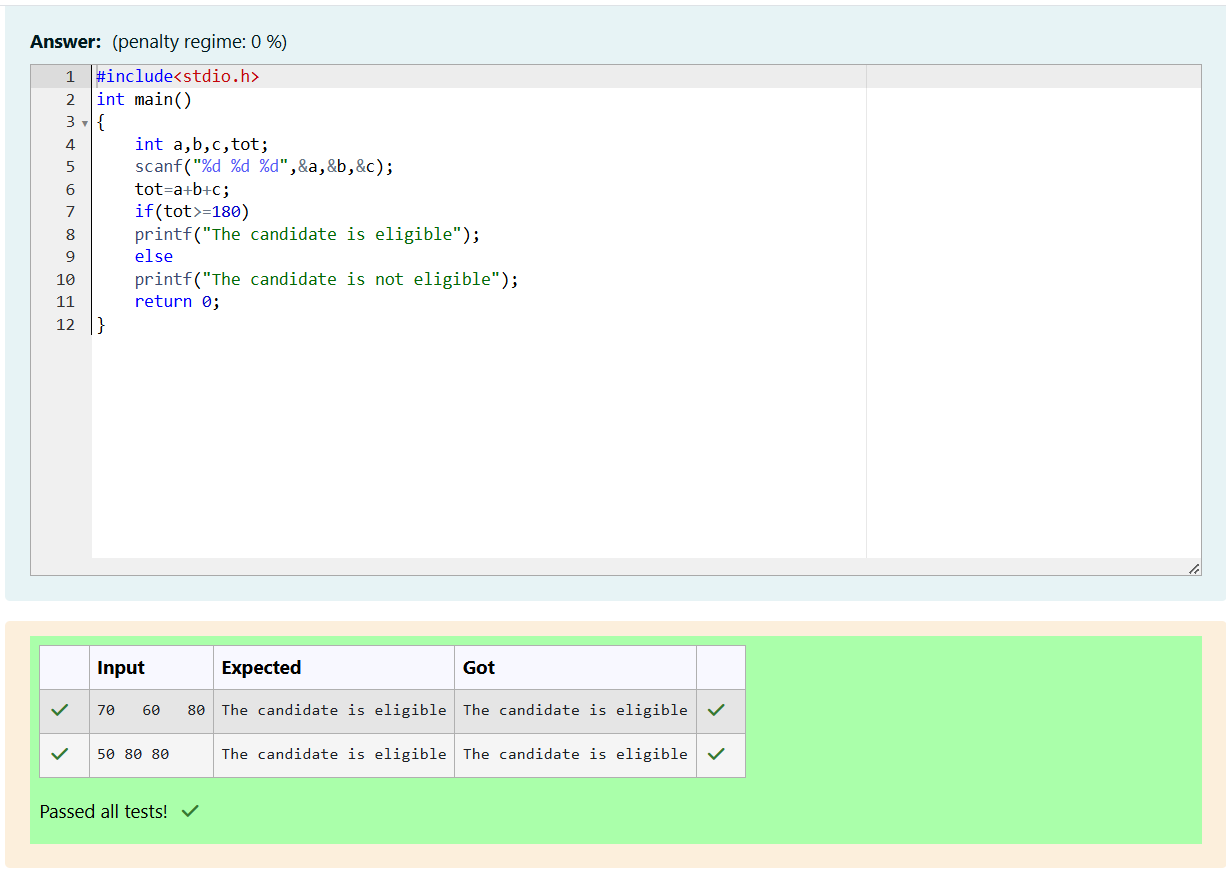 Answer: (penalty regime: 0 %)
1 #include<stdio.h>
2 int main()
3 {
4     int a,b,c,tot;
5     scanf("%d %d %d",&a,&b,&c);
6     tot=a+b+c;
7     if(tot>=180)
8     printf("The candidate is eligible");
9     else
10     printf("The candidate is not eligible");
11     return 0;
12 }
Input Expected Got
70   60   80 The candidate is eligible The candidate is eligible
50 80 80 The candidate is eligible The candidate is eligible
Passed all tests!